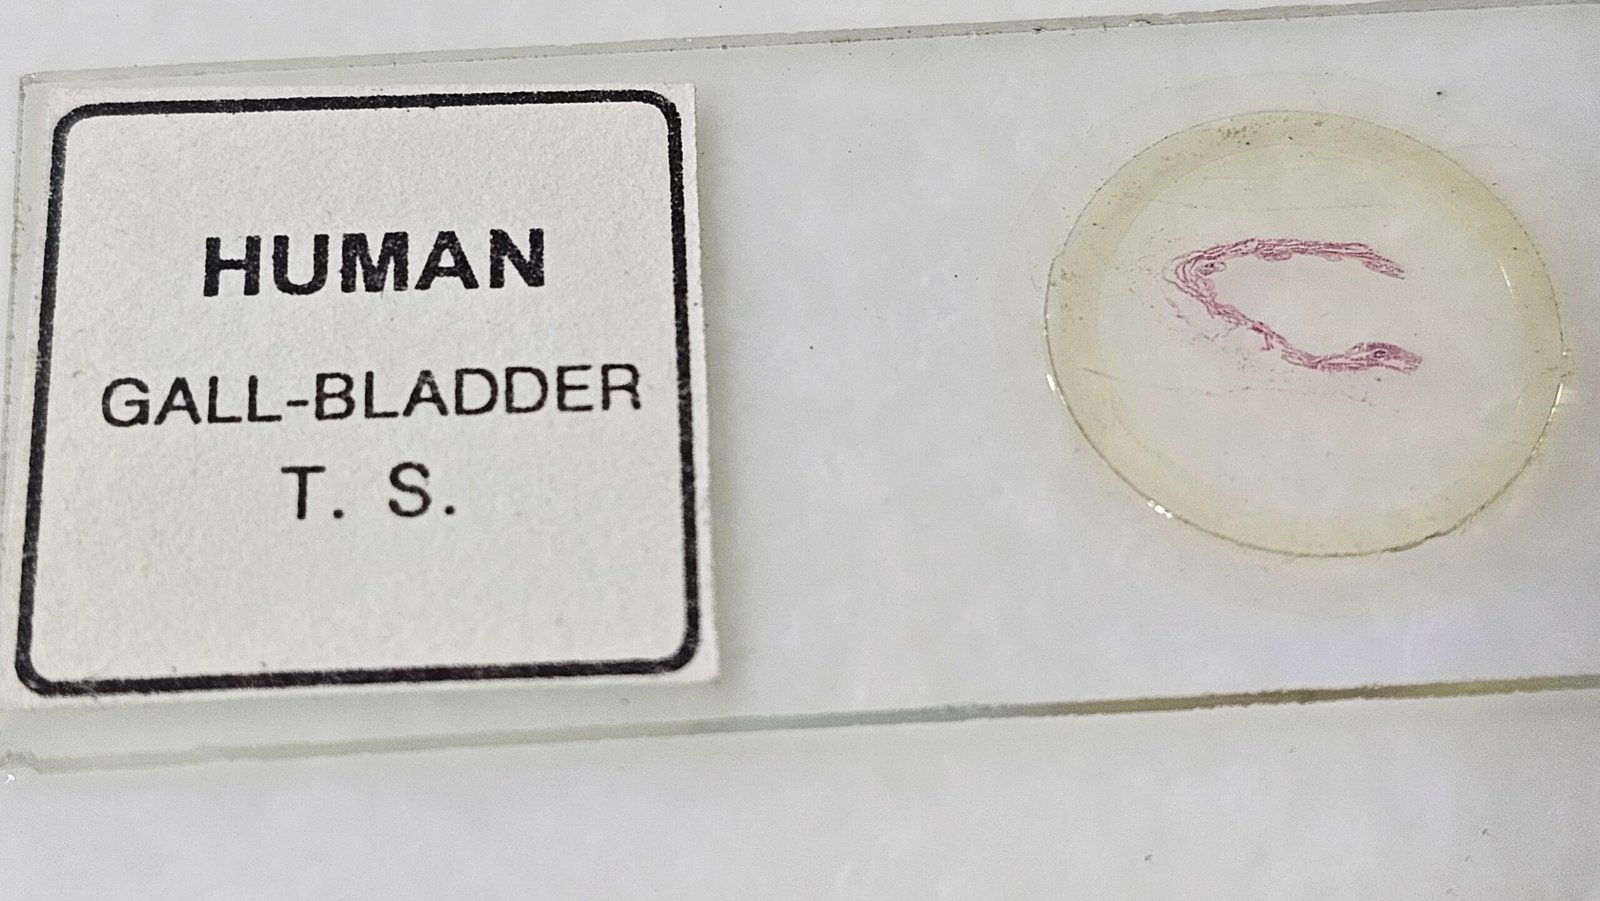 HUMAN
GALL-BLADDER
T. S.